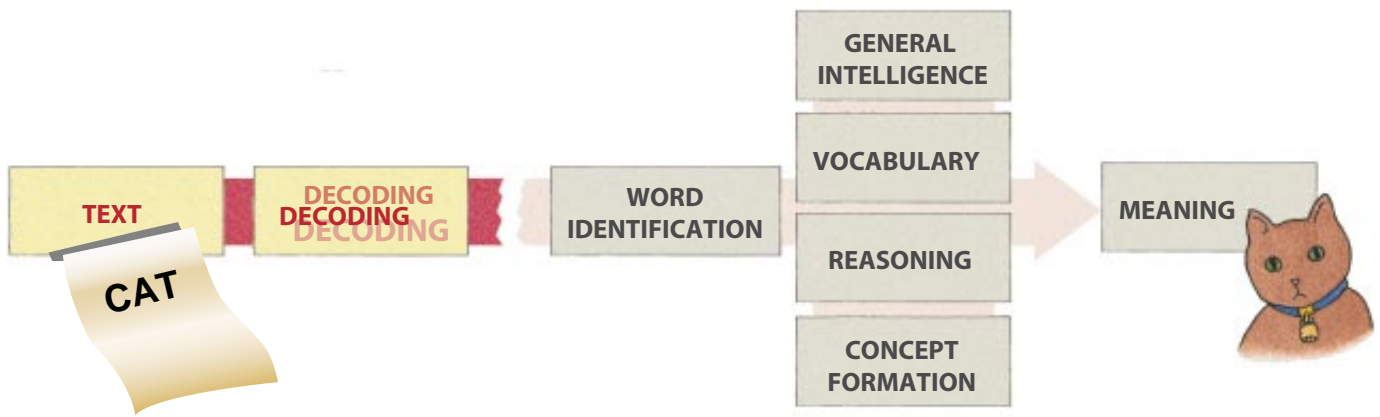 TEXT
CAT
DECODING
DECODING
DECODING
WORD
IDENTIFICATION
GENERAL
INTELLIGENCE
VOCABULARY
REASONING
CONCEPT
FORMATION
MEANING